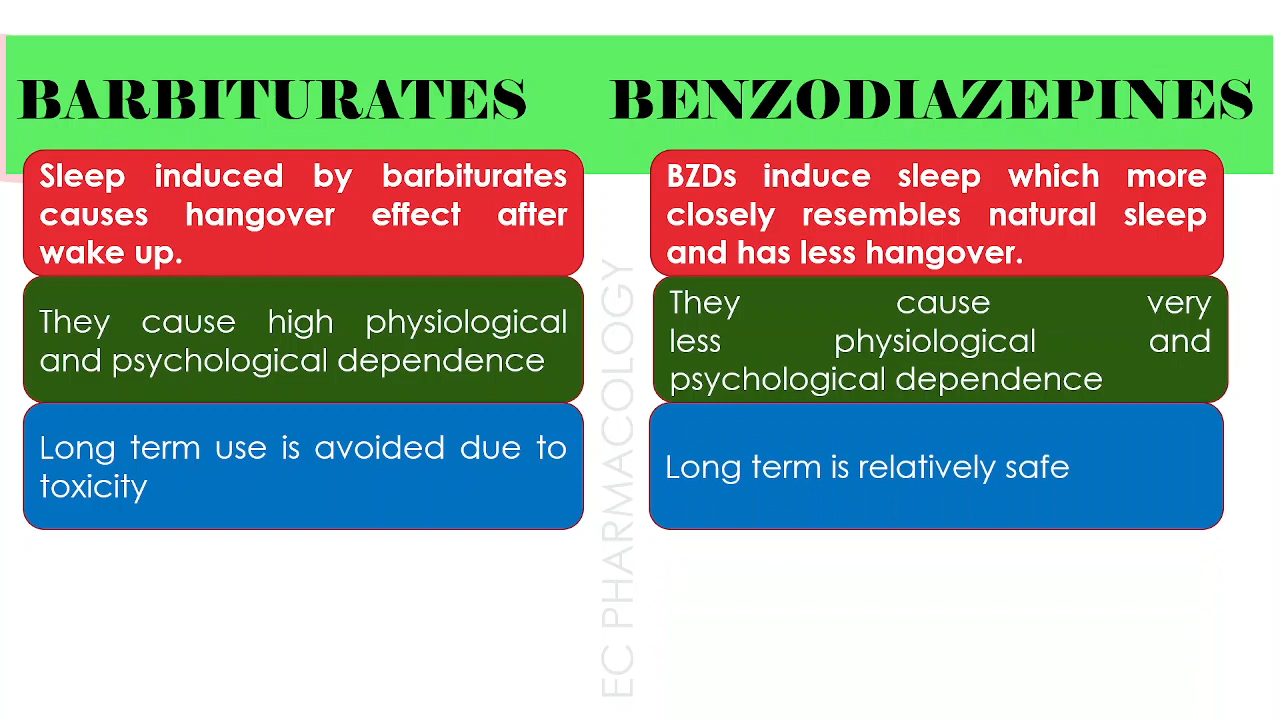 BARBITURATES
BENZODIAZEPINES
Sleep induced by barbiturates
causes hangover effect after
wake up.
BZDs induce sleep which more
closely resembles natural sleep
and has less hangover.
They cause high physiological
and psychological dependence
They cause very
less physiological and
psychological dependence
Long term use is avoided due to
toxicity
Long term is relatively safe
EC PHARMACOLOGY